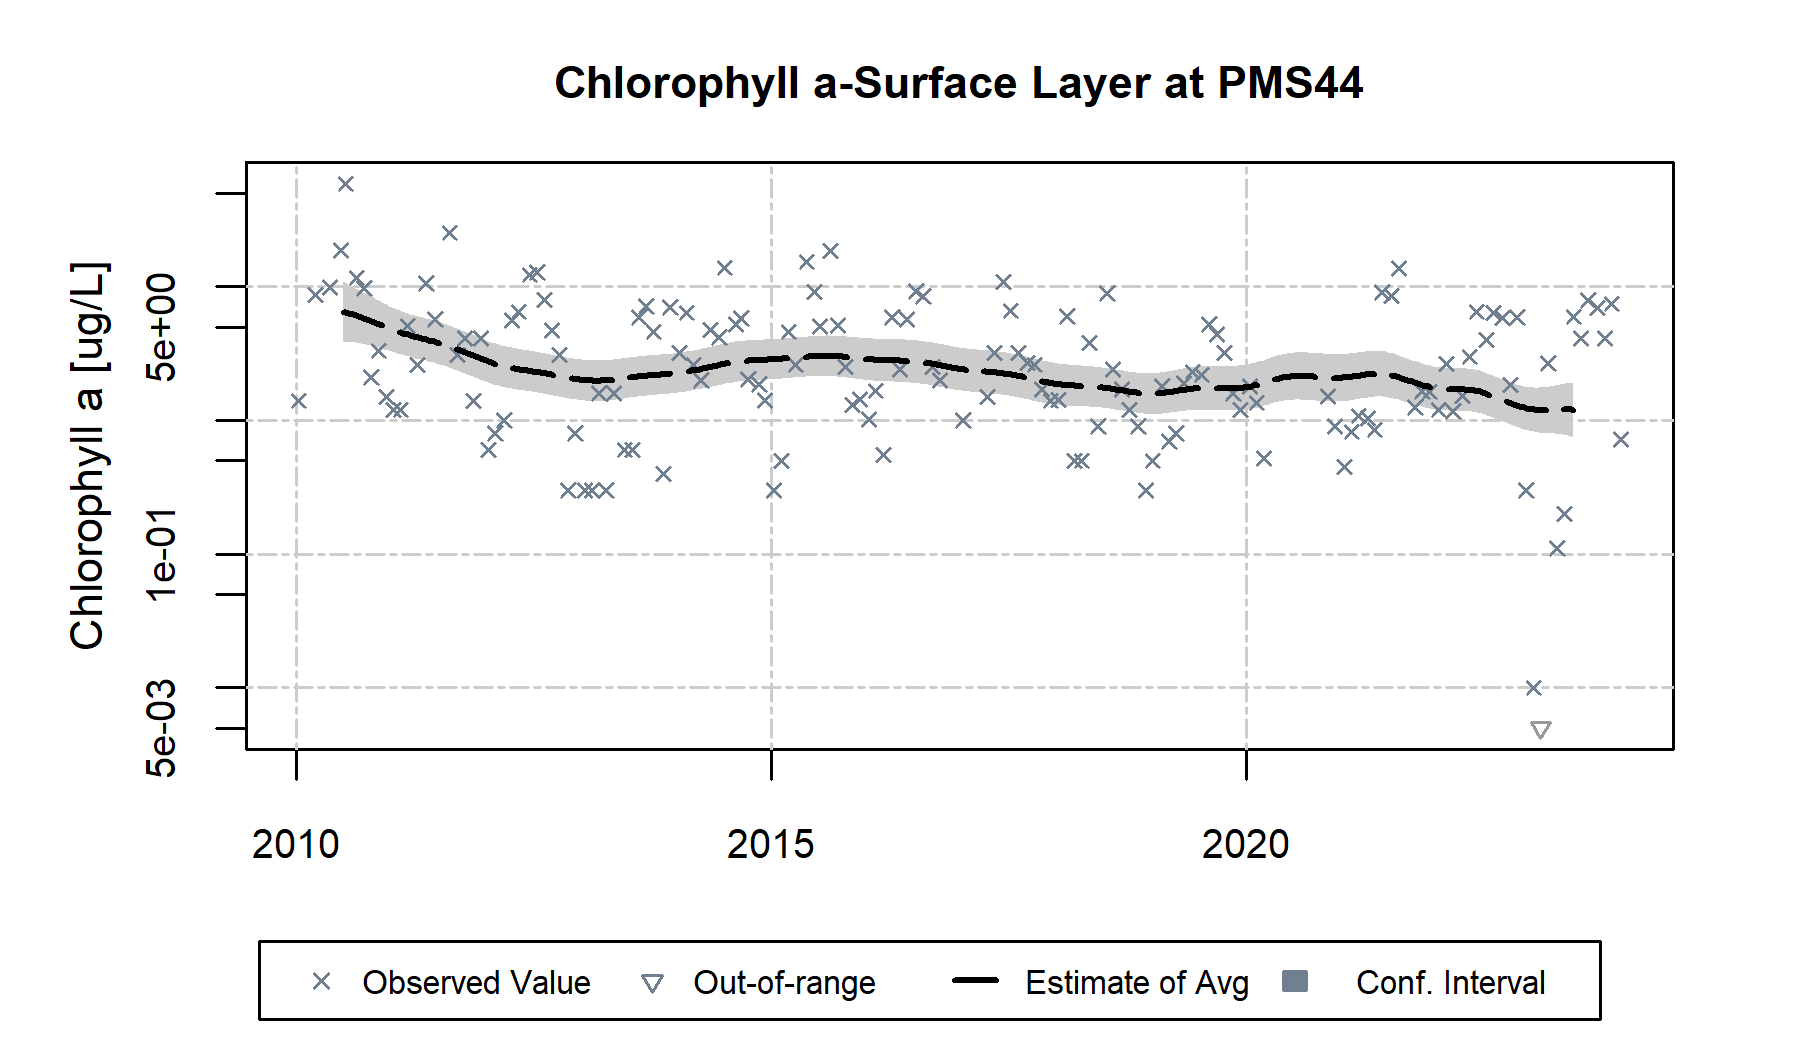 Chlorophyll a-Surface Layer at PMS44
Chlorophyll a [ug/L]
5e+00
1e-01
5e-03
2010
2015
2020
Observed Value
Out-of-range
Estimate of Avg
Conf. Interval